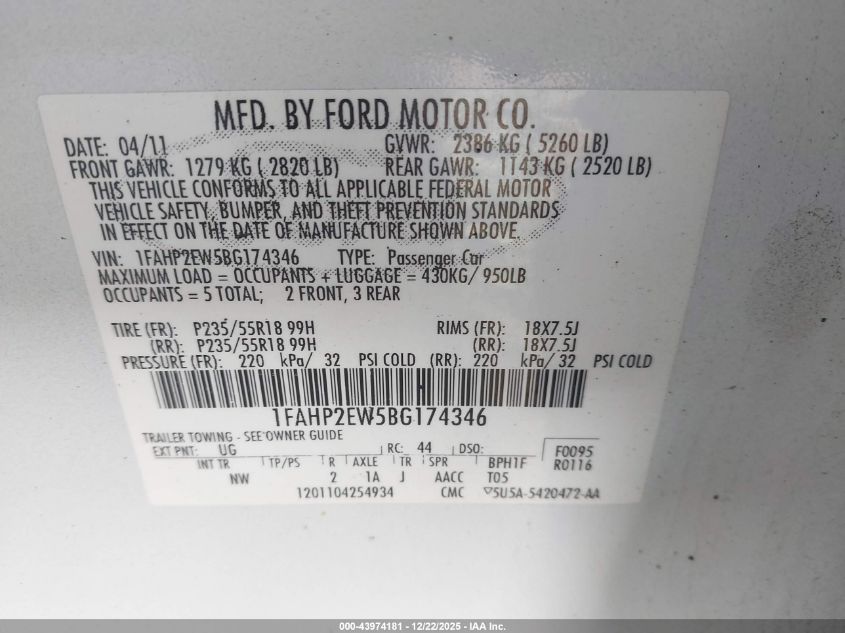 MFD. BY FORD MOTOR CO.
DATE: 04/11 GVWR: 2386 KG ( 5260 LB)
FRONT GAWR: 1279 KG ( 2820 LB) REAR GAWR: 1143 KG ( 2520 LB)
THIS VEHICLE CONFORMS TO ALL APPLICABLE FEDERAL MOTOR
VEHICLE SAFETY, BUMPER, AND THEFT PREVENTION STANDARDS
IN EFFECT ON THE DATE OF MANUFACTURE SHOWN ABOVE.
VIN: 1FAHP2EW5BG174346 TYPE: Passenger Car
MAXIMUM LOAD = OCCUPANTS + LUGGAGE = 430KG/ 950LB
OCCUPANTS = 5 TOTAL; 2 FRONT, 3 REAR
TIRE (FR): P235/55R18 99H RIMS (FR): 18X7.5J
(RR): P235/55R18 99H (RR): 18X7.5J
PRESSURE (FR): 220 kPa/ 32 PSI COLD (RR): 220 kPa/ 32 PSI COLD
1FAHP2EW5BG174346
TRAILER TOWING - SEE OWNER GUIDE
EXT PNT: UG RC: 44 DSO: F0095
INT TR TP/PS R AXLE TR SPR BPH1F R0116
NW 2 1A J AACC T05
1201104254934 CMC 5U5A-5420472-AA
000-43974181 - 12/22/2025 - IAA Inc.